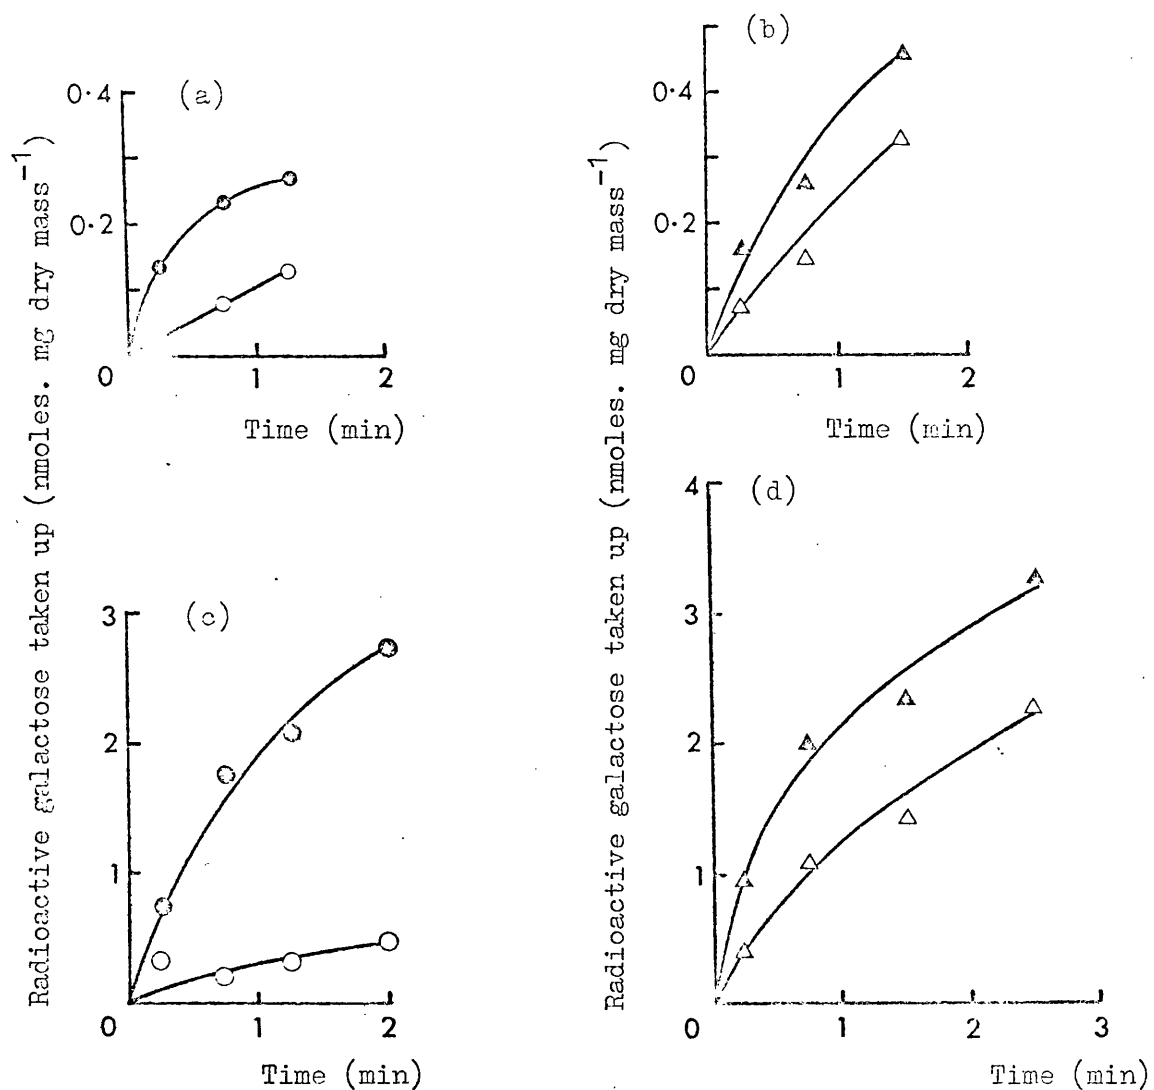 (a)
0·4
0·2
0
1
2
Time (min)
(b)
0·4
0·2
0
1
2
Time (min)
(c)
3
2
1
0
1
2
Time (min)
(d)
4
3
2
1
0
1
2
3
Time (min)
Radioactive galactose taken up (nmoles. mg dry mass⁻¹)
Radioactive galactose taken up (nmoles. mg dry mass⁻¹)